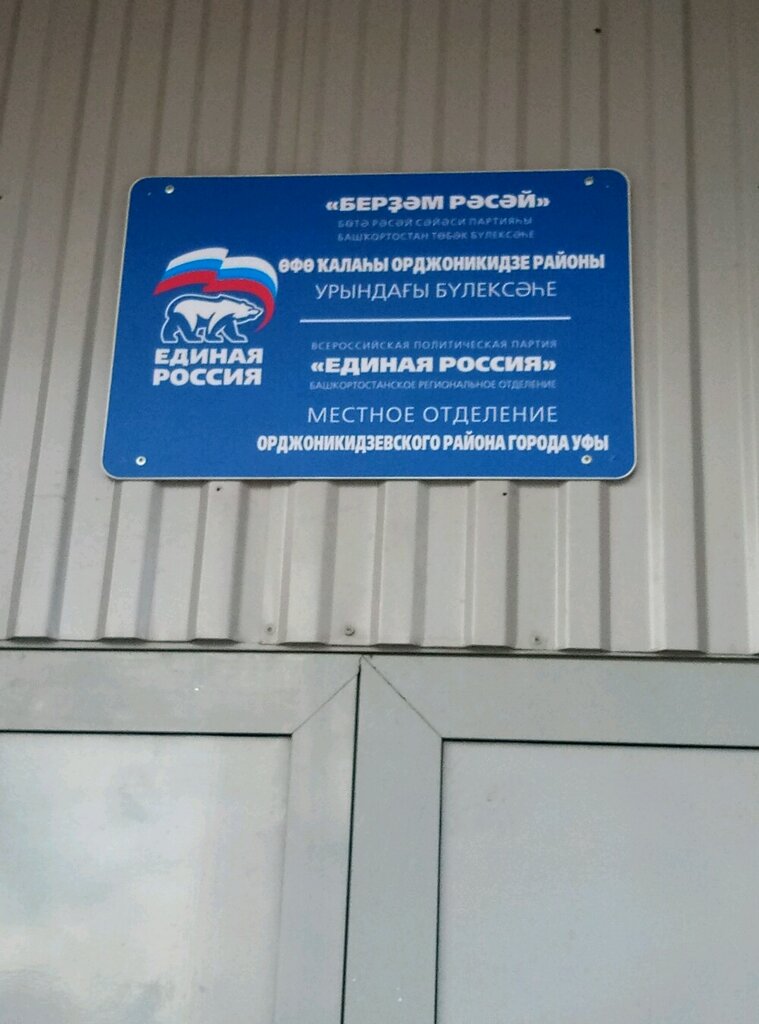 «БЕРҘӘМ РӘСӘЙ»
БӨТӘ РӘСӘЙ СӘЙӘСИ ПАРТИЯҺЫ
БАШҠОРТОСТАН ТӨБӘК БҮЛЕКСӘҺЕ
ӨФӨ ҠАЛАҺЫ ОРДЖОНИКИДЗЕ РАЙОНЫ
УРЫНДАҒЫ БҮЛЕКСӘҺЕ
ЕДИНАЯ
РОССИЯ
ВСЕРОССИЙСКАЯ ПОЛИТИЧЕСКАЯ ПАРТИЯ
«ЕДИНАЯ РОССИЯ»
БАШКОРТОСТАНСКОЕ РЕГИОНАЛЬНОЕ ОТДЕЛЕНИЕ
МЕСТНОЕ ОТДЕЛЕНИЕ
ОРДЖОНИКИДЗЕВСКОГО РАЙОНА ГОРОДА УФЫ